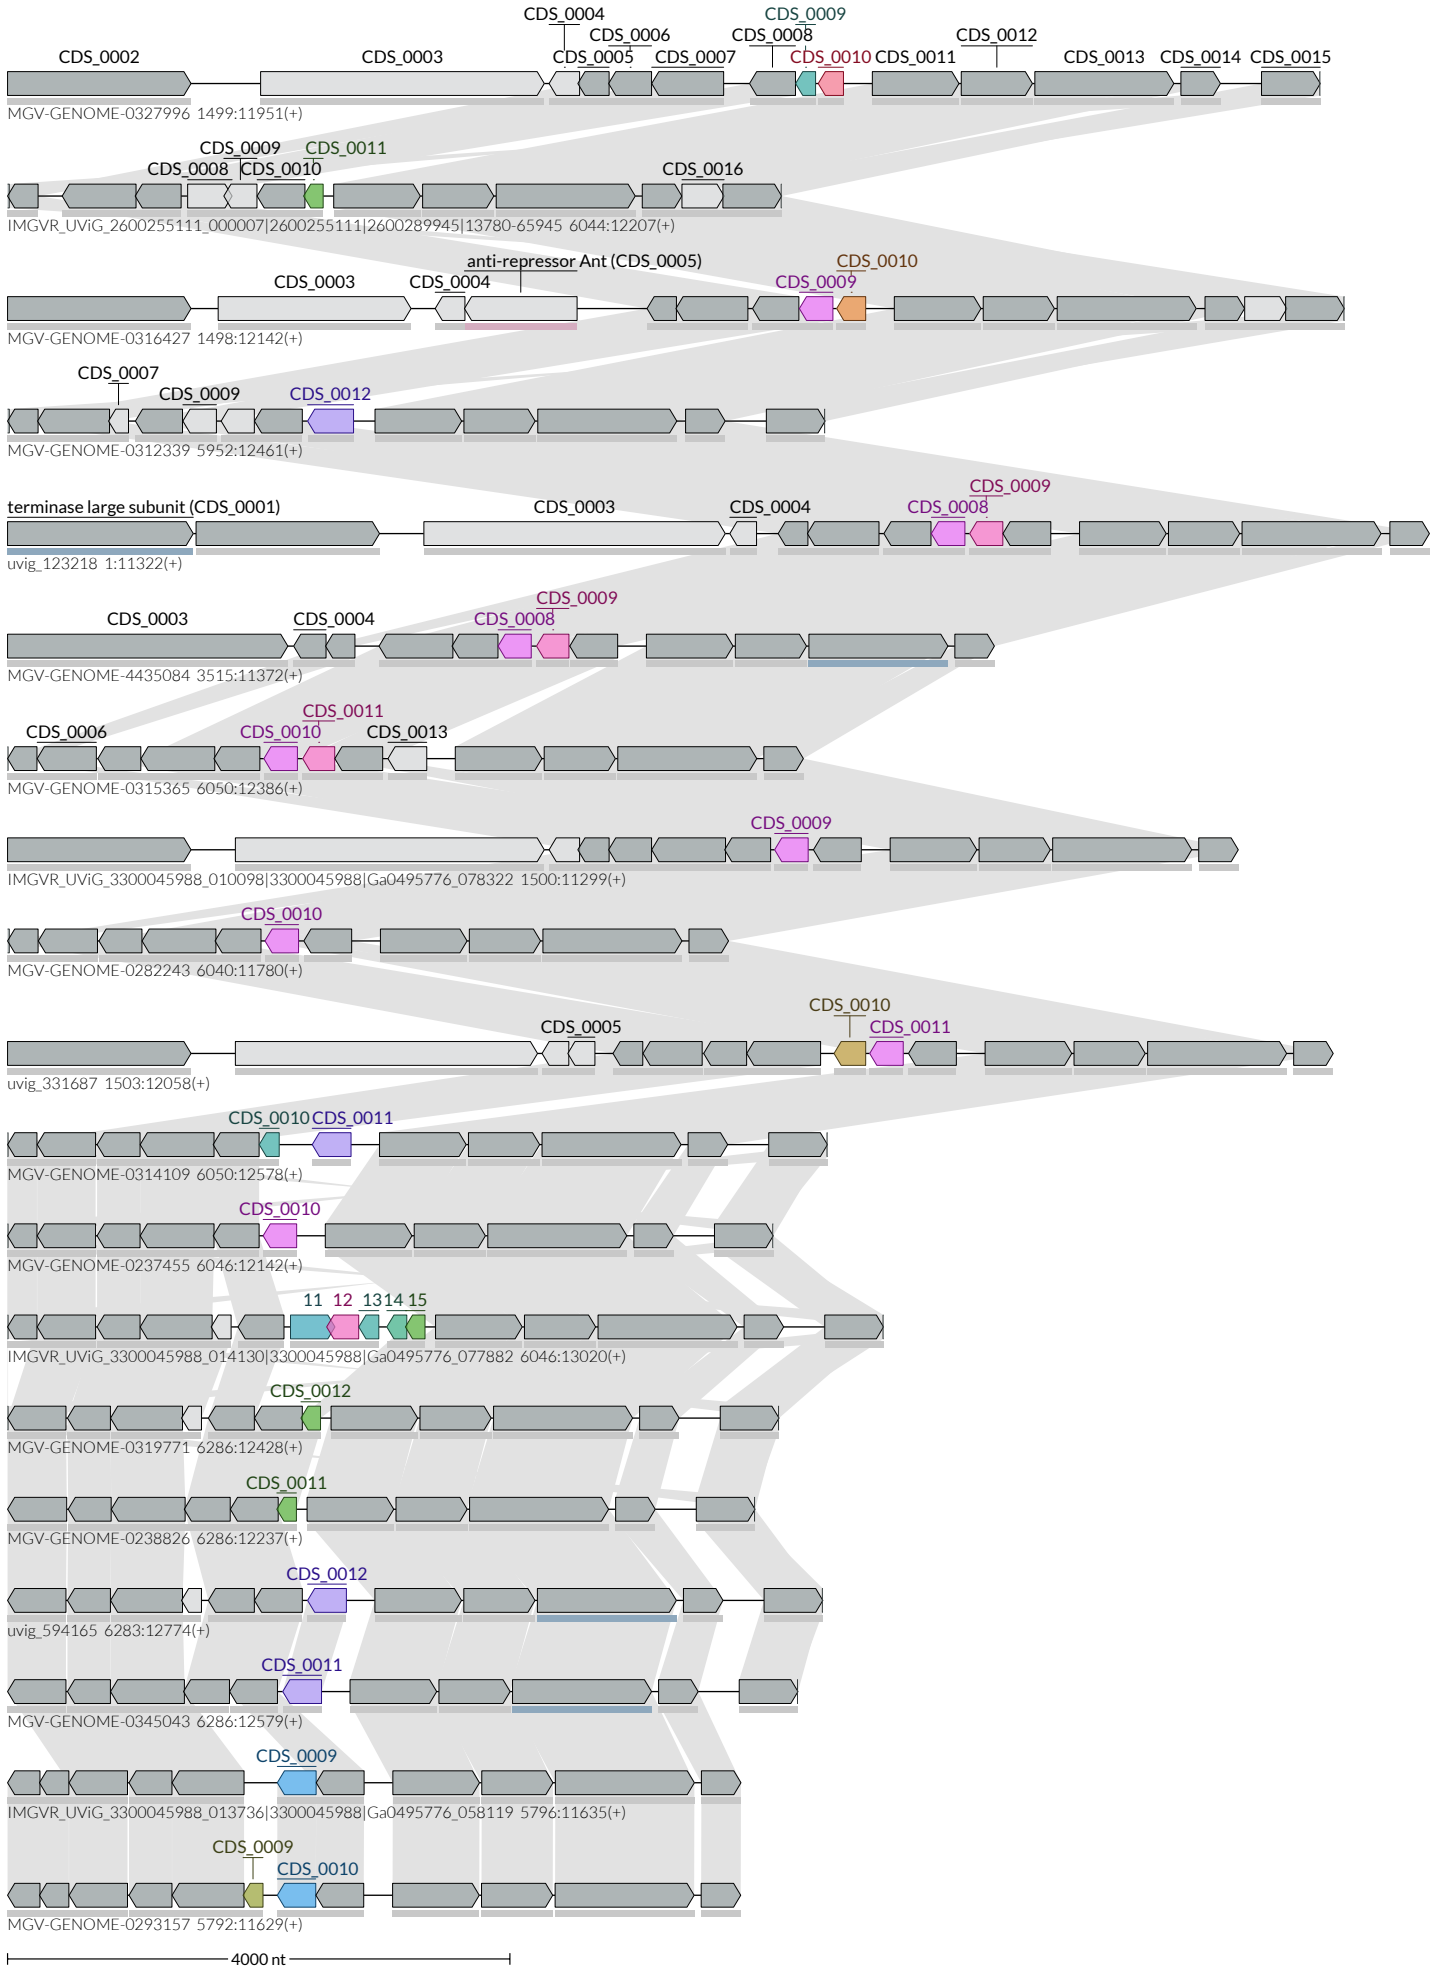 CDS_0004 CDS_0009
CDS_0006 CDS_0008 CDS_0012
CDS_0002 CDS_0003 CDS_0005 CDS_0007 CDS_0010 CDS_0011 CDS_0013 CDS_0014 CDS_0015
MGV-GENOME-0327996 1499:11951(+)
CDS_0009 CDS_0011
CDS_0008 CDS_0010 CDS_0016
IMGVR_UViG_2600255111_000007|2600255111|2600289945|13780-65945 6044:12207(+)
anti-repressor Ant (CDS_0005) CDS_0010
CDS_0003 CDS_0004 CDS_0009
MGV-GENOME-0316427 1498:12142(+)
CDS_0007
CDS_0009 CDS_0012
MGV-GENOME-0312339 5952:12461(+)
CDS_0009
terminase large subunit (CDS_0001) CDS_0003 CDS_0004 CDS_0008
uvig_123218 1:11322(+)
CDS_0009
CDS_0003 CDS_0004 CDS_0008
MGV-GENOME-4435084 3515:11372(+)
CDS_0011
CDS_0006 CDS_0010 CDS_0013
MGV-GENOME-0315365 6050:12386(+)
CDS_0009
IMGVR_UViG_3300045988_010098|3300045988|Ga0495776_078322 1500:11299(+)
CDS_0010
MGV-GENOME-0282243 6040:11780(+)
CDS_0010
CDS_0005 CDS_0011
uvig_331687 1503:12058(+)
CDS_0010 CDS_0011
MGV-GENOME-0314109 6050:12578(+)
CDS_0010
MGV-GENOME-0237455 6046:12142(+)
11 12 13 14 15
IMGVR_UViG_3300045988_014130|3300045988|Ga0495776_077882 6046:13020(+)
CDS_0012
MGV-GENOME-0319771 6286:12428(+)
CDS_0011
MGV-GENOME-0238826 6286:12237(+)
CDS_0012
uvig_594165 6283:12774(+)
CDS_0011
MGV-GENOME-0345043 6286:12579(+)
CDS_0009
IMGVR_UViG_3300045988_013736|3300045988|Ga0495776_058119 5796:11635(+)
CDS_0009
CDS_0010
MGV-GENOME-0293157 5792:11629(+)
4000 nt